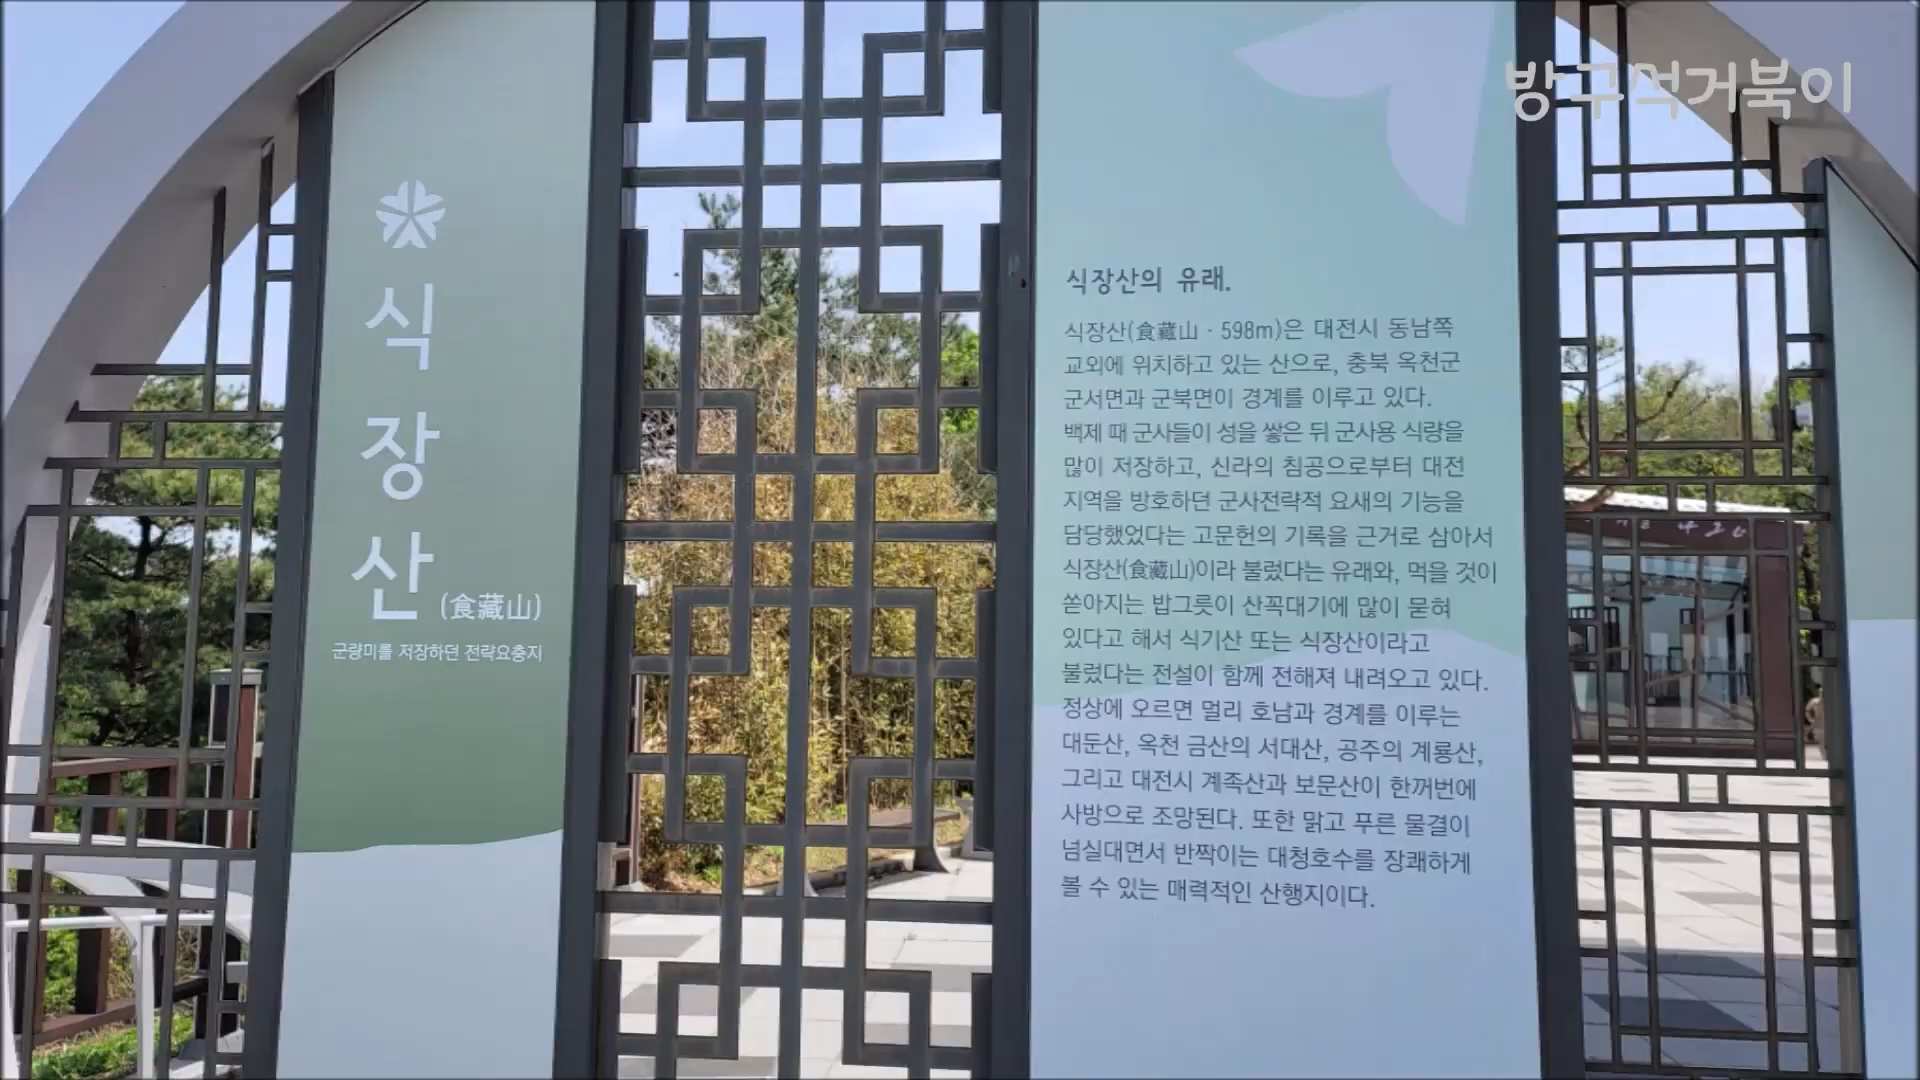 방구석거북이
식장산
(食藏山)
군량미를 저장하던 전략요충지
식장산의 유래.
식장산(食藏山 · 598m)은 대전시 동남쪽
교외에 위치하고 있는 산으로, 충북 옥천군
군서면과 군북면이 경계를 이루고 있다.
백제 때 군사들이 성을 쌓은 뒤 군사용 식량을
많이 저장하고, 신라의 침공으로부터 대전
지역을 방호하던 군사전략적 요새의 기능을
담당했었다는 고문헌의 기록을 근거로 삼아서
식장산(食藏山)이라 불렀다는 유래와, 먹을 것이
쏟아지는 밥그릇이 산꼭대기에 많이 묻혀
있다고 해서 식기산 또는 식장산이라고
불렀다는 전설이 함께 전해져 내려오고 있다.
정상에 오르면 멀리 호남과 경계를 이루는
대둔산, 옥천 금산의 서대산, 공주의 계룡산,
그리고 대전시 계족산과 보문산이 한꺼번에
사방으로 조망된다. 또한 맑고 푸른 물결이
넘실대면서 반짝이는 대청호수를 장쾌하게
볼 수 있는 매력적인 산행지이다.